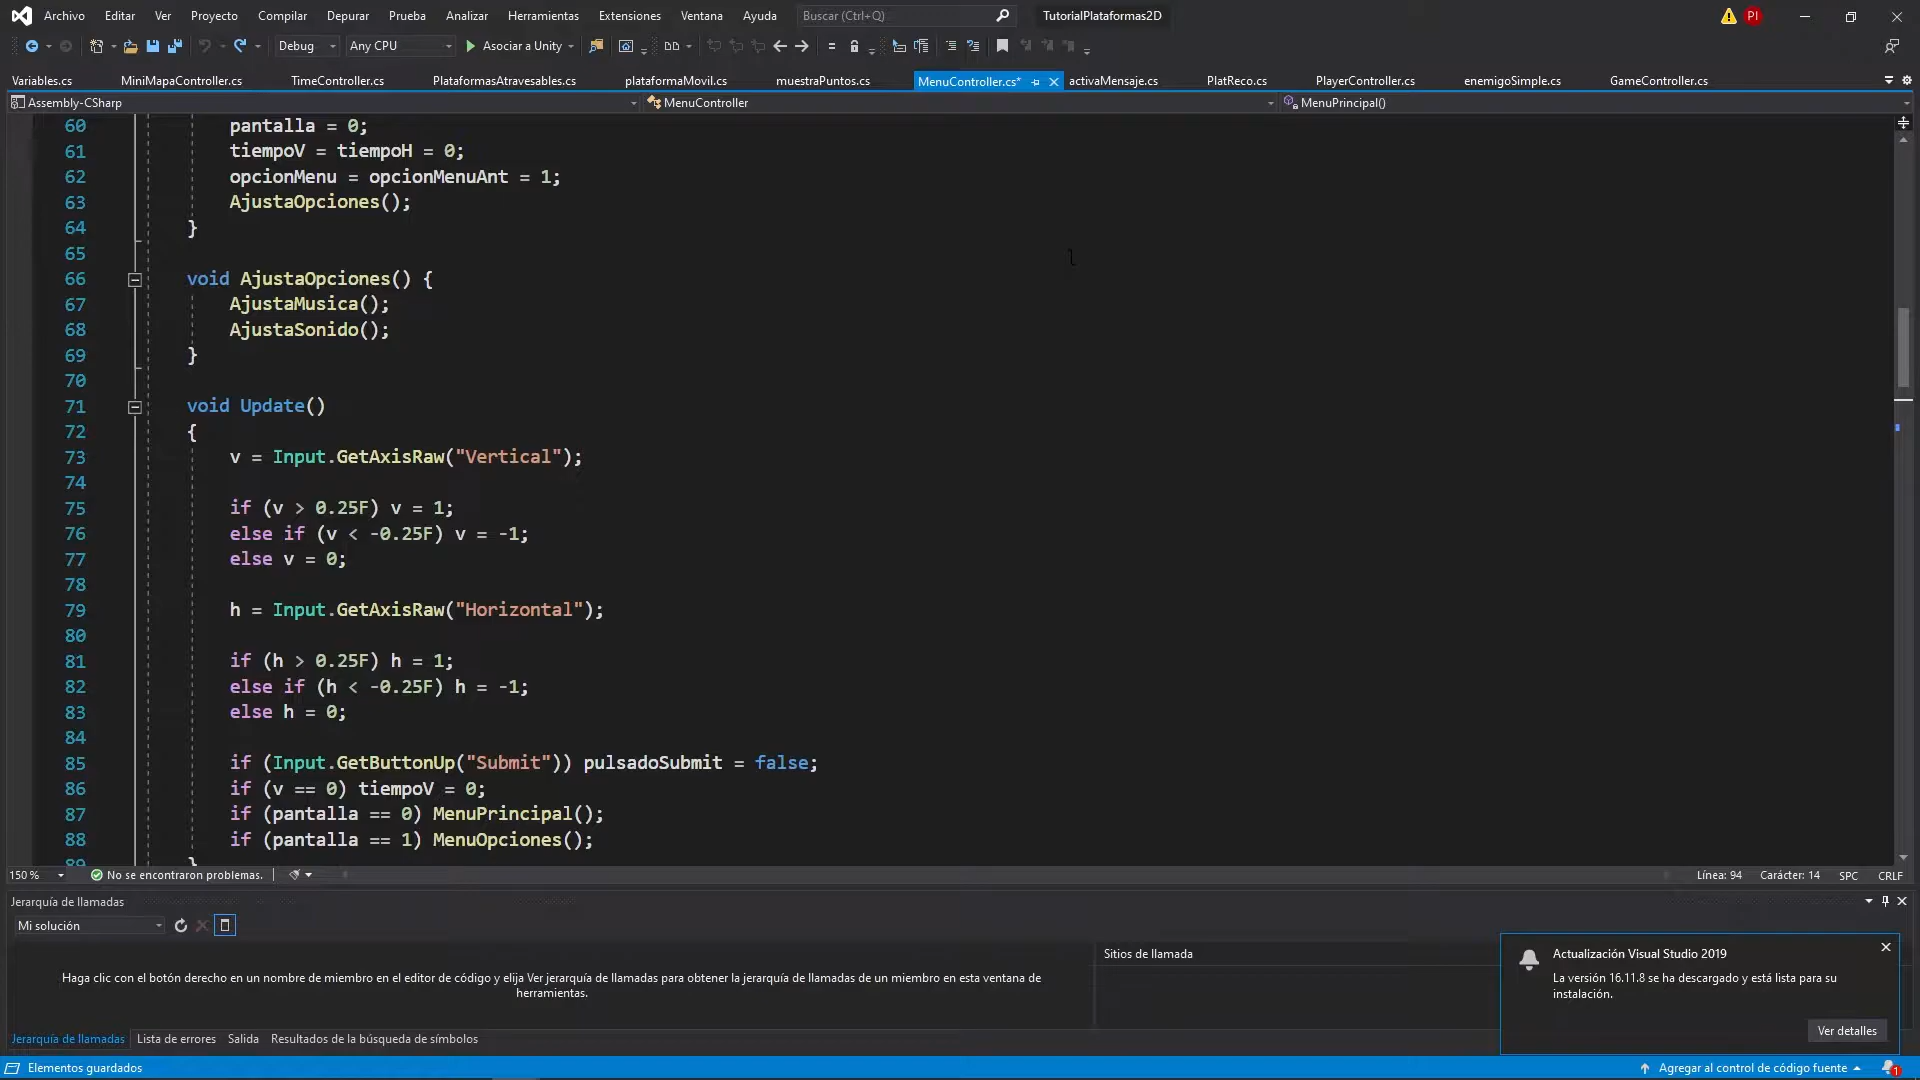 Archivo Editar Ver Proyecto Compilar Depurar Prueba Analizar Herramientas Extensiones Ventana Ayuda Buscar (Ctrl+Q) TutorialPlataformas2D PI
Debug Any CPU Asociar a Unity
Variables.cs MiniMapaController.cs TimeController.cs PlataformasAtravesables.cs plataformaMovil.cs muestraPuntos.cs MenuController.cs* activaMensaje.cs PlatReco.cs PlayerController.cs enemigoSimple.cs GameController.cs
Assembly-CSharp MenuController MenuPrincipal()
60 pantalla = 0;
61 tiempoV = tiempoH = 0;
62 opcionMenu = opcionMenuAnt = 1;
63 AjustaOpciones();
64 }
65
66 void AjustaOpciones() {
67 AjustaMusica();
68 AjustaSonido();
69 }
70
71 void Update()
72 {
73 v = Input.GetAxisRaw("Vertical");
74
75 if (v > 0.25F) v = 1;
76 else if (v < -0.25F) v = -1;
77 else v = 0;
78
79 h = Input.GetAxisRaw("Horizontal");
80
81 if (h > 0.25F) h = 1;
82 else if (h < -0.25F) h = -1;
83 else h = 0;
84
85 if (Input.GetButtonUp("Submit")) pulsadoSubmit = false;
86 if (v == 0) tiempoV = 0;
87 if (pantalla == 0) MenuPrincipal();
88 if (pantalla == 1) MenuOpciones();
89 }
150 % No se encontraron problemas. Línea: 94 Carácter: 14 SPC CRLF
Jerarquía de llamadas
Mi solución
Sitios de llamada
Haga clic con el botón derecho en un nombre de miembro en el editor de código y elija Ver jerarquía de llamadas para obtener la jerarquía de llamadas de un miembro en esta ventana de
herramientas.
Actualización Visual Studio 2019
La versión 16.11.8 se ha descargado y está lista para su
instalación.
Ver detalles
Jerarquía de llamadas Lista de errores Salida Resultados de la búsqueda de símbolos
Elementos guardados Agregar al control de código fuente 1